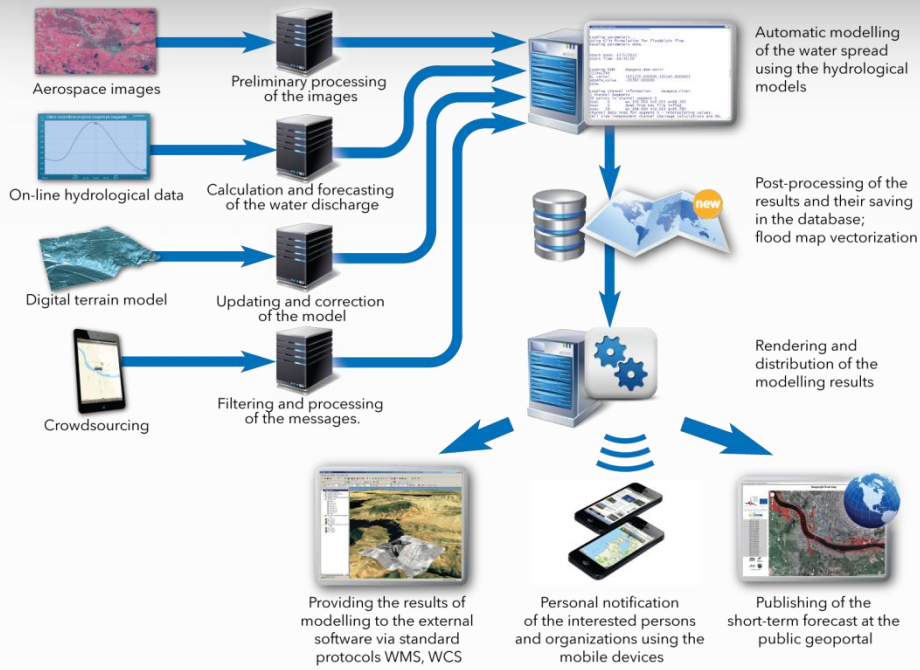 Aerospace images
Preliminary processing
of the images
Automatic modelling
of the water spread
using the hydrological
models
On-line hydrological data
Calculation and forecasting
of the water discharge
new
Post-processing of the
results and their saving
in the database;
flood map vectorization
Digital terrain model
Updating and correction
of the model
Crowdsourcing
Filtering and processing
of the messages.
Rendering and
distribution of the
modelling results
Providing the results of
modelling to the external
software via standard
protocols WMS, WCS
Personal notification
of the interested persons
and organizations using the
mobile devices
Publishing of the
short-term forecast at the
public geoportal